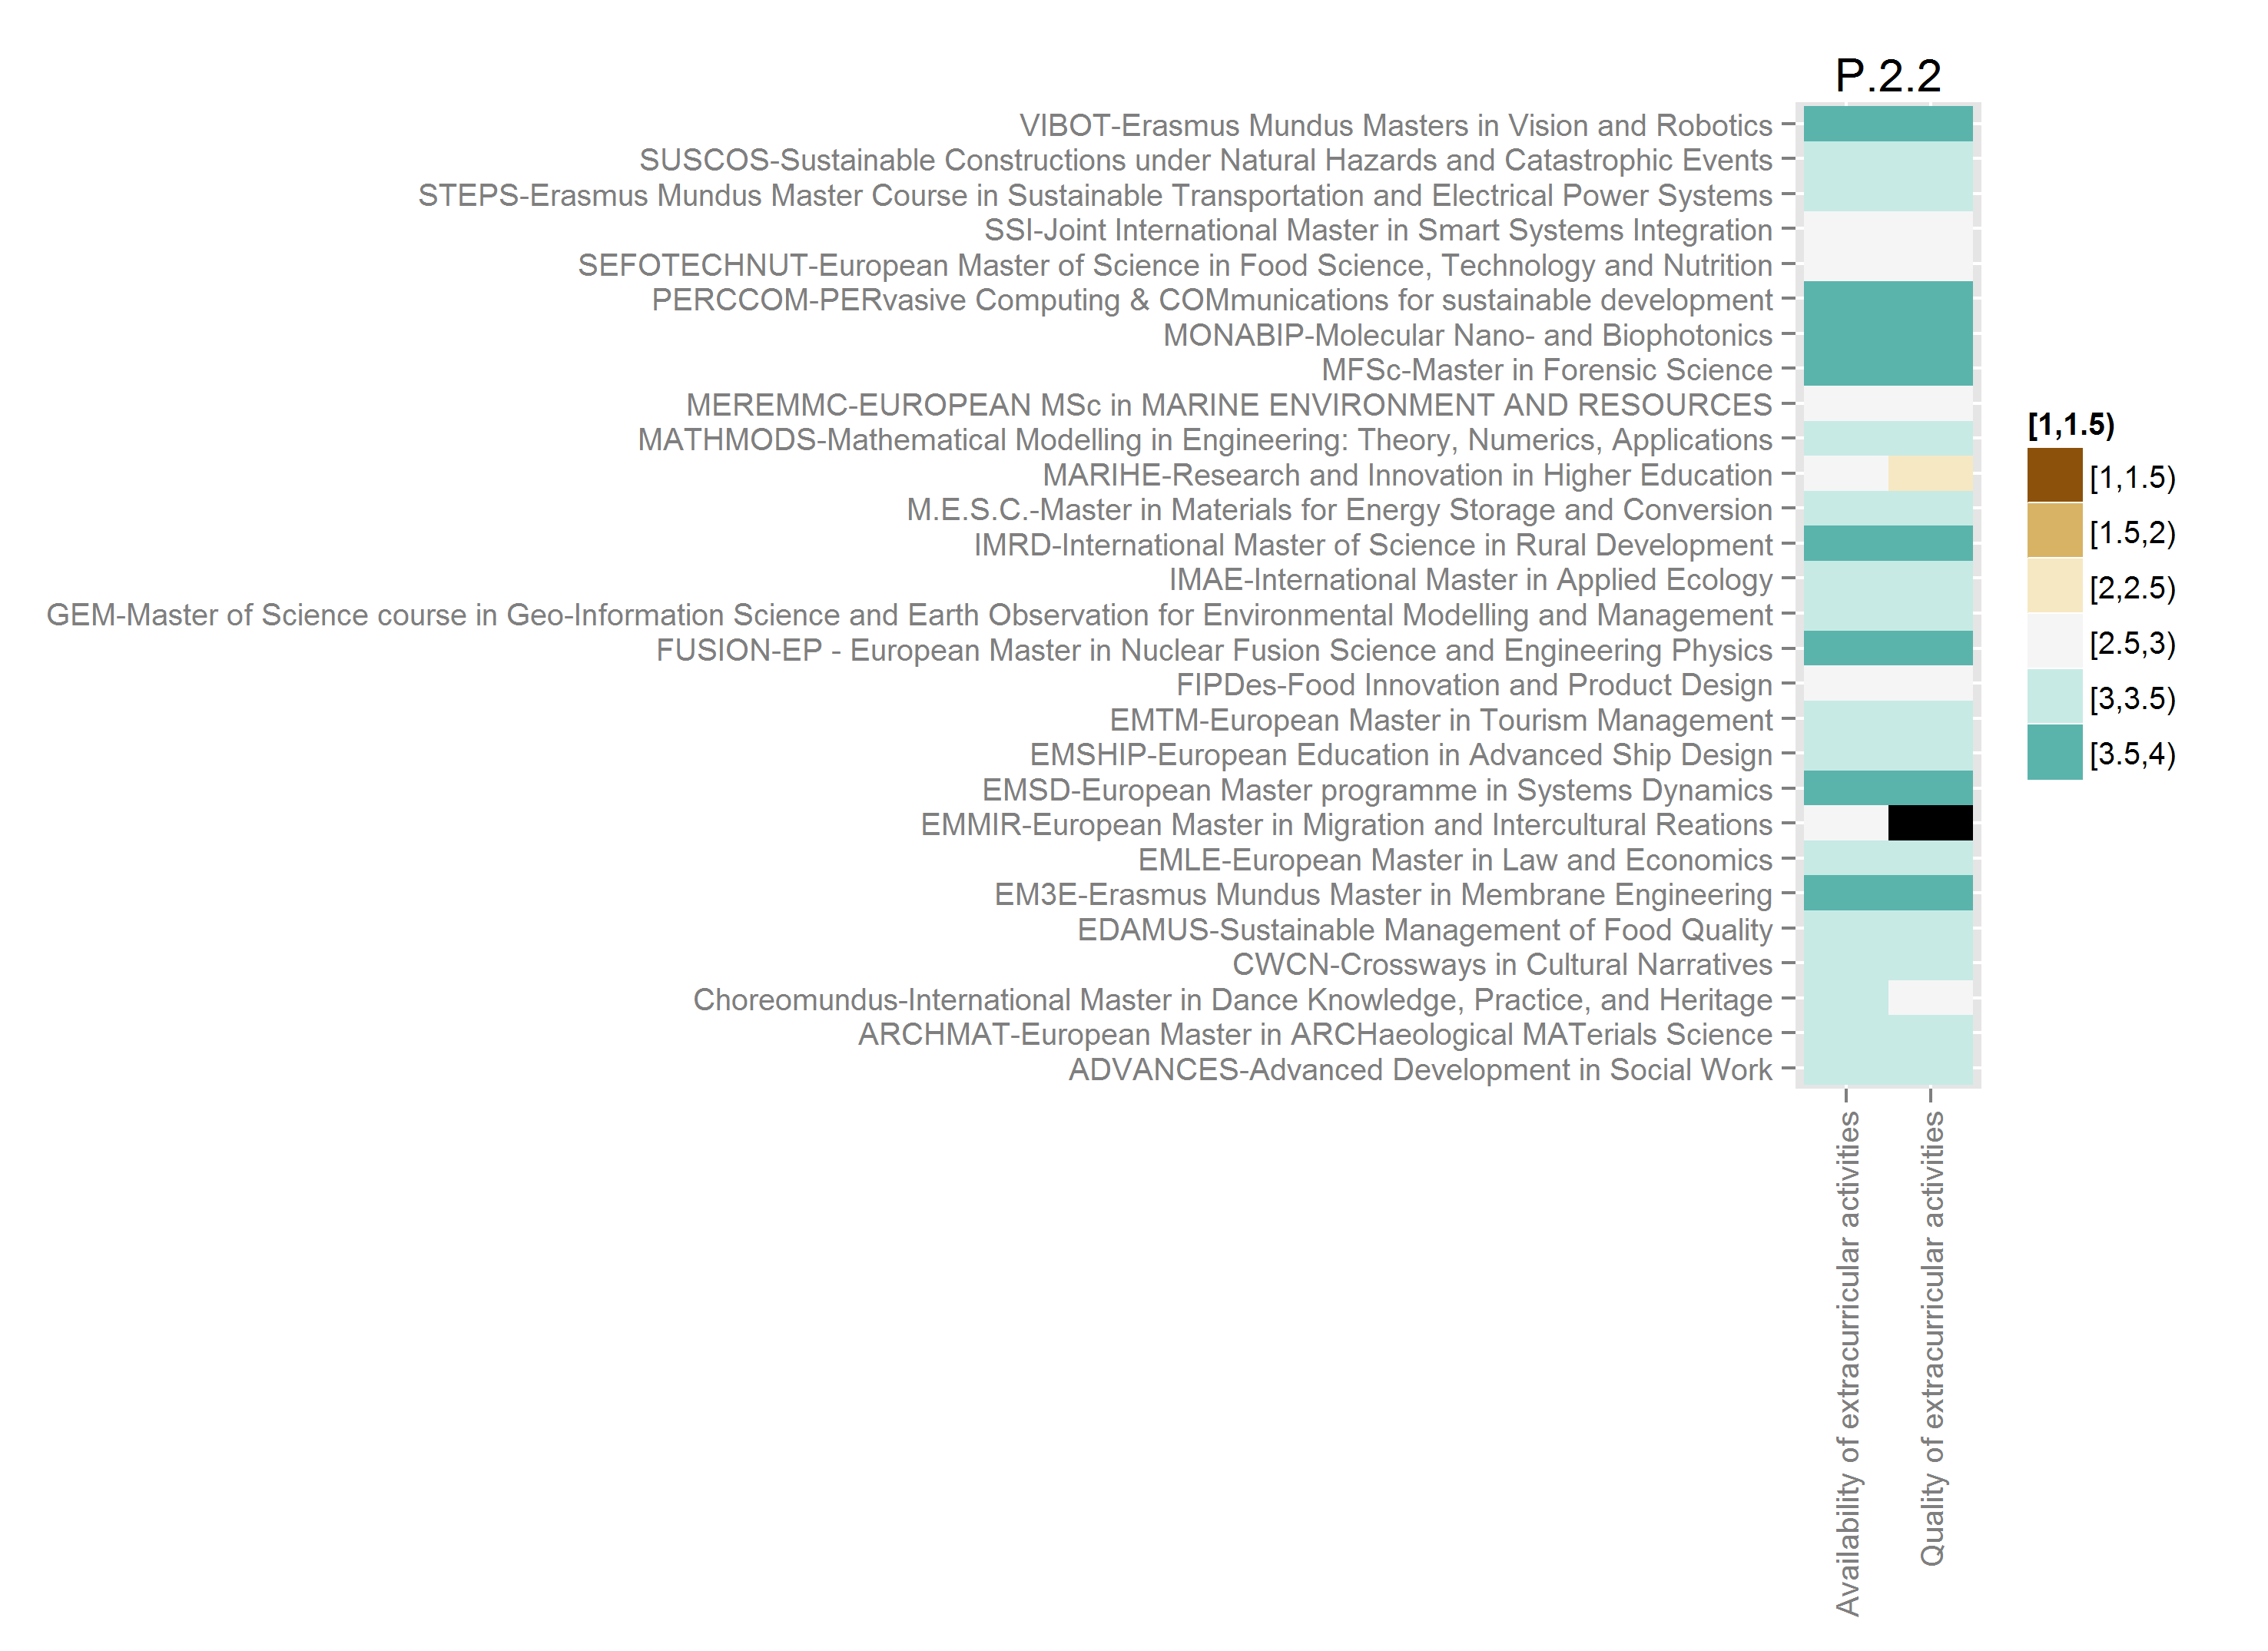 P.2.2
VIBOT-Erasmus Mundus Masters in Vision and Robotics
SUSCOS-Sustainable Constructions under Natural Hazards and Catastrophic Events
STEPS-Erasmus Mundus Master Course in Sustainable Transportation and Electrical Power Systems
SSI-Joint International Master in Smart Systems Integration
SEFOTECHNUT-European Master of Science in Food Science, Technology and Nutrition
PERCCOM-PERvasive Computing & COMmunications for sustainable development
MONABIP-Molecular Nano- and Biophotonics
MFSc-Master in Forensic Science
MEREMMC-EUROPEAN MSc in MARINE ENVIRONMENT AND RESOURCES
MATHMODS-Mathematical Modelling in Engineering: Theory, Numerics, Applications
MARIHE-Research and Innovation in Higher Education
M.E.S.C.-Master in Materials for Energy Storage and Conversion
IMRD-International Master of Science in Rural Development
IMAE-International Master in Applied Ecology
GEM-Master of Science course in Geo-Information Science and Earth Observation for Environmental Modelling and Management
FUSION-EP - European Master in Nuclear Fusion Science and Engineering Physics
FIPDes-Food Innovation and Product Design
EMTM-European Master in Tourism Management
EMSHIP-European Education in Advanced Ship Design
EMSD-European Master programme in Systems Dynamics
EMMIR-European Master in Migration and Intercultural Reations
EMLE-European Master in Law and Economics
EM3E-Erasmus Mundus Master in Membrane Engineering
EDAMUS-Sustainable Management of Food Quality
CWCN-Crossways in Cultural Narratives
Choreomundus-International Master in Dance Knowledge, Practice, and Heritage
ARCHMAT-European Master in ARCHaeological MATerials Science
ADVANCES-Advanced Development in Social Work
Availability of extracurricular activities
Quality of extracurricular activities
[1,1.5)
[1,1.5)
[1.5,2)
[2,2.5)
[2.5,3)
[3,3.5)
[3.5,4)